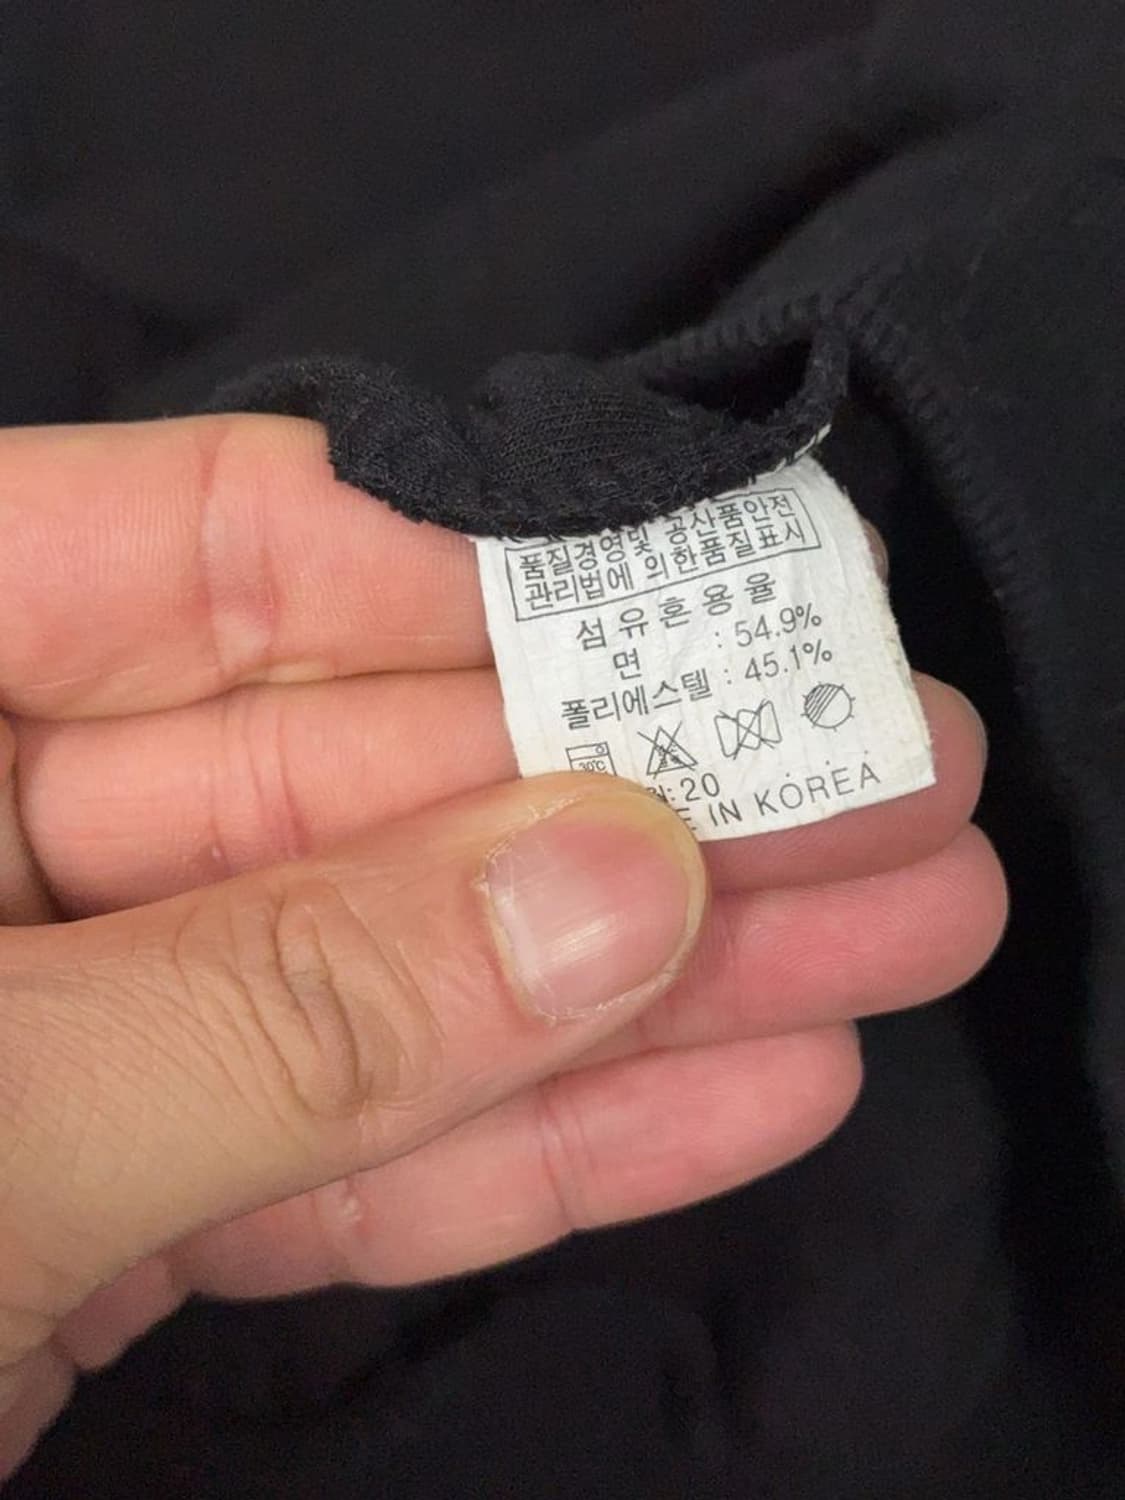 품질경영및 공산품안전
관리법에 의한품질표시
섬유혼용율
면 : 54.9%
폴리에스텔 : 45.1%
30℃
: 20
IN KOREA